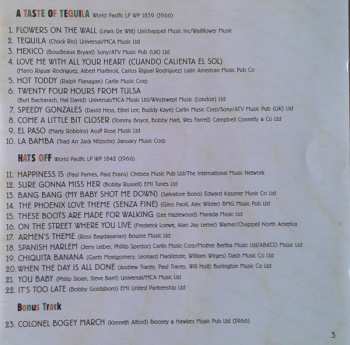 A TASTE OF TEQUILA World Pacific LP WP 1839 (1966)
1. FLOWERS ON THE WALL (Lewis De Witt) Unichappell Music Inc/Wallflower Music
2. TEQUILA (Chuck Rio) Universal/MCA Music Ltd
3. MEXICO (Boudleaux Bryant) Sony/ATV Music Pub (UK) Ltd
4. LOVE ME WITH ALL YOUR HEART (CUANDO CALIENTA EL SOL)
(Mario Rigual Rodriguez, Albert Martinoli, Carlos Rigual Rodriguez) Latin American Music Pub Co
5. HOT TODDY (Ralph Flanagan) Carlin Music Corp
6. TWENTY FOUR HOURS FROM TULSA
(Burt Bacharach, Hal David) Universal/MCA Music Ltd/Windswept Music (London) Ltd
7. SPEEDY GONZALES (David Hess, Ethel Lee, Buddy Kaye) Carlin Music Corp/Sony/ATV Music Pub (UK) Ltd
8. COME A LITTLE BIT CLOSER (Tommy Boyce, Bobby Hart, Wes Farrell) Campbell Connelly & Co Ltd
9. EL PASO (Marty Robbins) Acuff Rose Music Ltd
10. LA BAMBA (Trad Arr Jack Nitzsche) January Music Corp
HATS OFF World Pacific LP WP 1842 (1966)
11. HAPPINESS IS (Paul Parnes, Paul Evans) Chelsea Music Pub Ltd/The International Music Network
12. SURE GONNA MISS HER (Bobby Russell) EMI Tunes Ltd
13. BANG BANG (MY BABY SHOT ME DOWN) (Salvatore Bono) Edward Kassner Music Co Ltd
14. THE PHOENIX LOVE THEME (SENZA FINE) (Gino Paoli, Alec Wilder) BMG Music Pub Ltd
15. THESE BOOTS ARE MADE FOR WALKING (Lee Hazlewood) Marada Music Ltd
16. ON THE STREET WHERE YOU LIVE (Frederick Loewe, Alan Jay Lerner) Warner/Chappell North America
17. ARMEN'S THEME (Ross Bagdasarian) Bourne Music Ltd
18. SPANISH HARLEM (Jerry Leiber, Phillip Spector) Carlin Music Corp/Mother Bertha Music Ltd/ABKCO Music Ltd
19. CHIQUITA BANANA (Garth Montgomery, Leonard MacKenzie, William Wirges) Dash Music Co Ltd
20. WHEN THE DAY IS ALL DONE (Andrew Tracey, Paul Tracey, Will Holt) Burlington Music Co Ltd
21. YOU BABY (Philip Sloan, Steve Barri) Universal/MCA Music Ltd
22. IT'S TOO LATE (Bobby Goldsboro) EMI United Partnership Ltd
Bonus Track
23. COLONEL BOGEY MARCH (Kenneth Alford) Boosey & Hawkes Music Pub Ltd (1966)
3